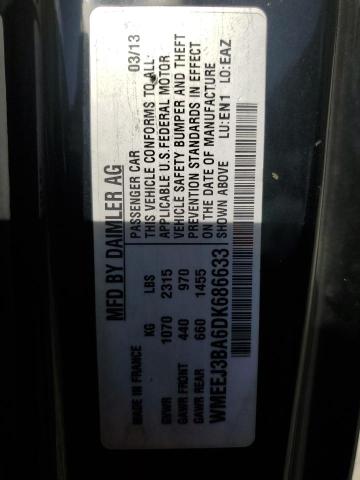 MFD BY DAIMLER AG
PASSENGER CAR 03/13
THIS VEHICLE CONFORMS TO ALL
APPLICABLE U.S. FEDERAL MOTOR
VEHICLE SAFETY BUMPER AND THEFT
PREVENTION STANDARDS IN EFFECT
ON THE DATE OF MANUFACTURE
SHOWN ABOVE LU:EN1 LO:EAZ
MADE IN FRANCE KG LBS
GVWR 1070 2315
GAWR FRONT 440 970
GAWR REAR 660 1455
WMEEJ3BA6DK686633